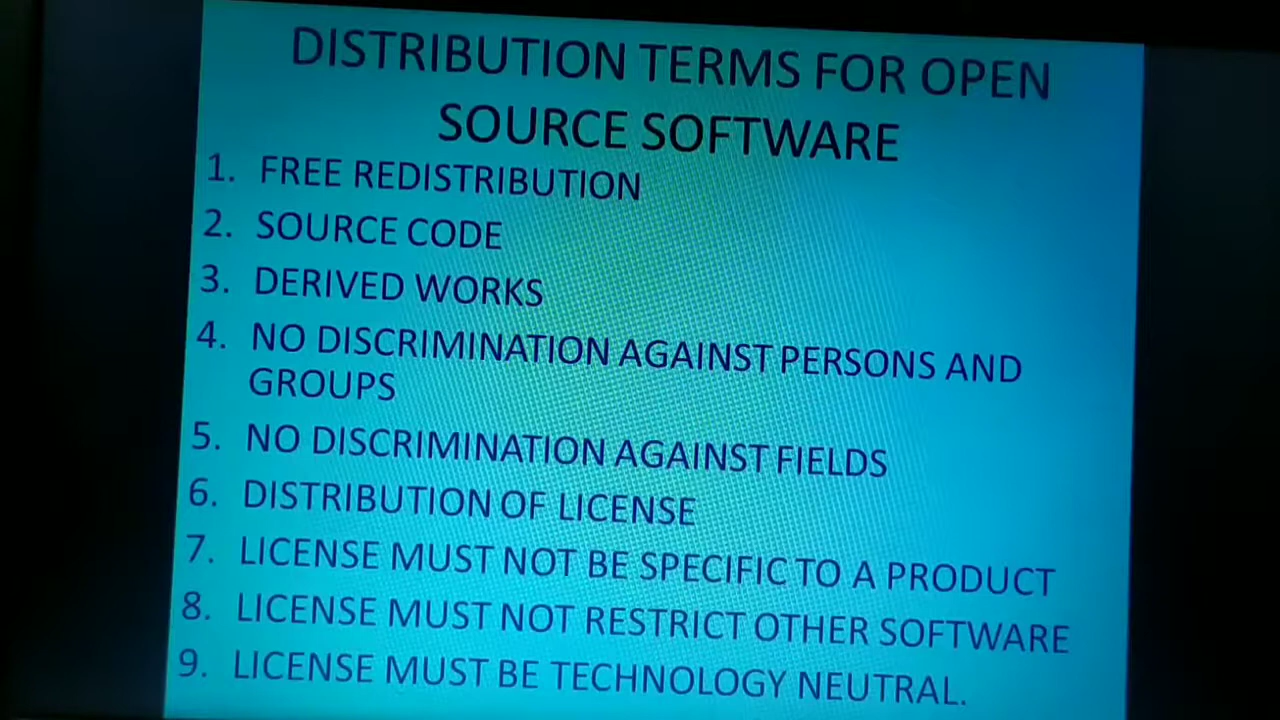 DISTRIBUTION TERMS FOR OPEN
SOURCE SOFTWARE
1. FREE REDISTRIBUTION
2. SOURCE CODE
3. DERIVED WORKS
4. NO DISCRIMINATION AGAINST PERSONS AND
GROUPS
5. NO DISCRIMINATION AGAINST FIELDS
6. DISTRIBUTION OF LICENSE
7. LICENSE MUST NOT BE SPECIFIC TO A PRODUCT
8. LICENSE MUST NOT RESTRICT OTHER SOFTWARE
9. LICENSE MUST BE TECHNOLOGY NEUTRAL.